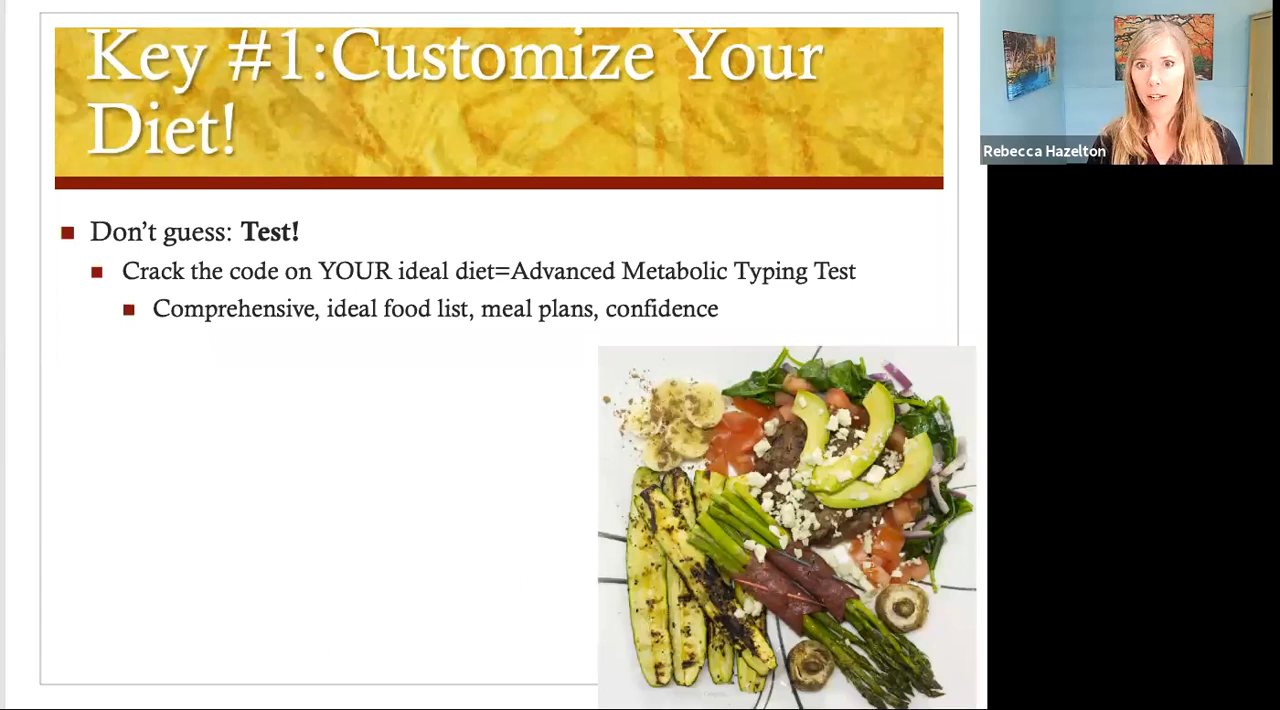 Key #1:Customize Your
Diet!
Don’t guess: Test!
Crack the code on YOUR ideal diet=Advanced Metabolic Typing Test
Comprehensive, ideal food list, meal plans, confidence
Rebecca Hazelton